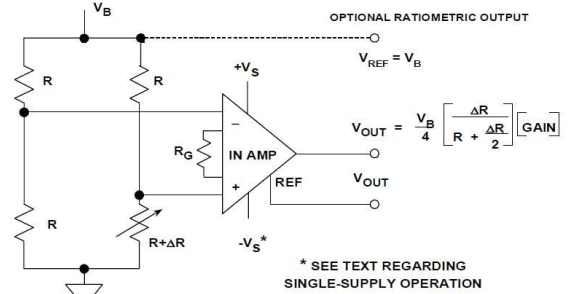 V_B
OPTIONAL RATIOMETRIC OUTPUT
V_REF = V_B
R
R
+V_S
−
R_G
IN AMP
+
REF
V_OUT = V_B/4 [ΔR / (R + ΔR/2)] [GAIN]
V_OUT
R
R+ΔR
-V_S*
* SEE TEXT REGARDING
SINGLE-SUPPLY OPERATION